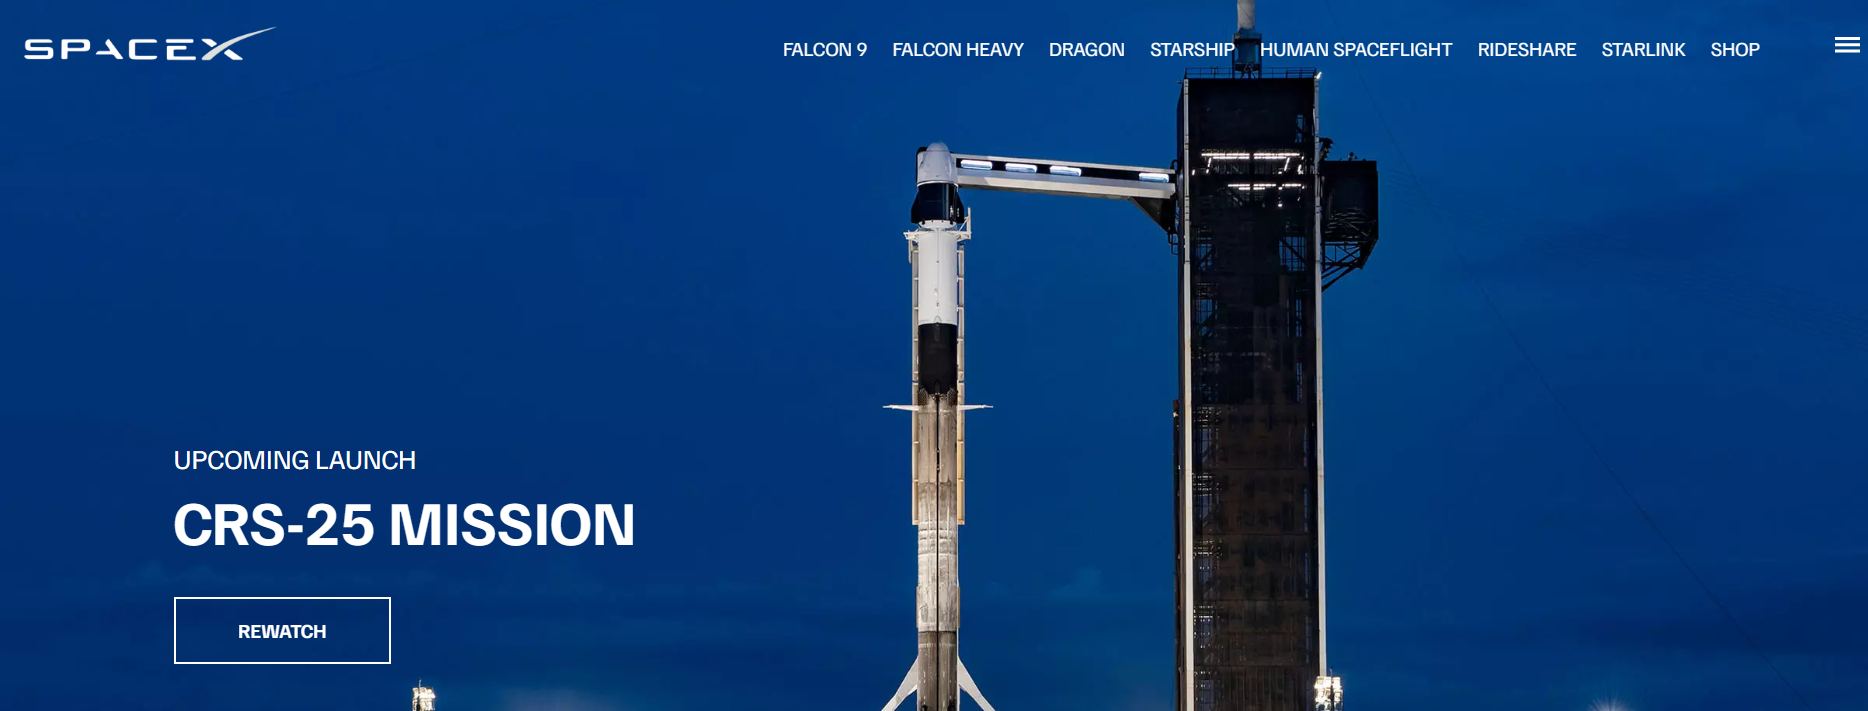 SPACEX
FALCON 9 FALCON HEAVY DRAGON STARSHIP HUMAN SPACEFLIGHT RIDESHARE STARLINK SHOP
UPCOMING LAUNCH
CRS-25 MISSION
REWATCH